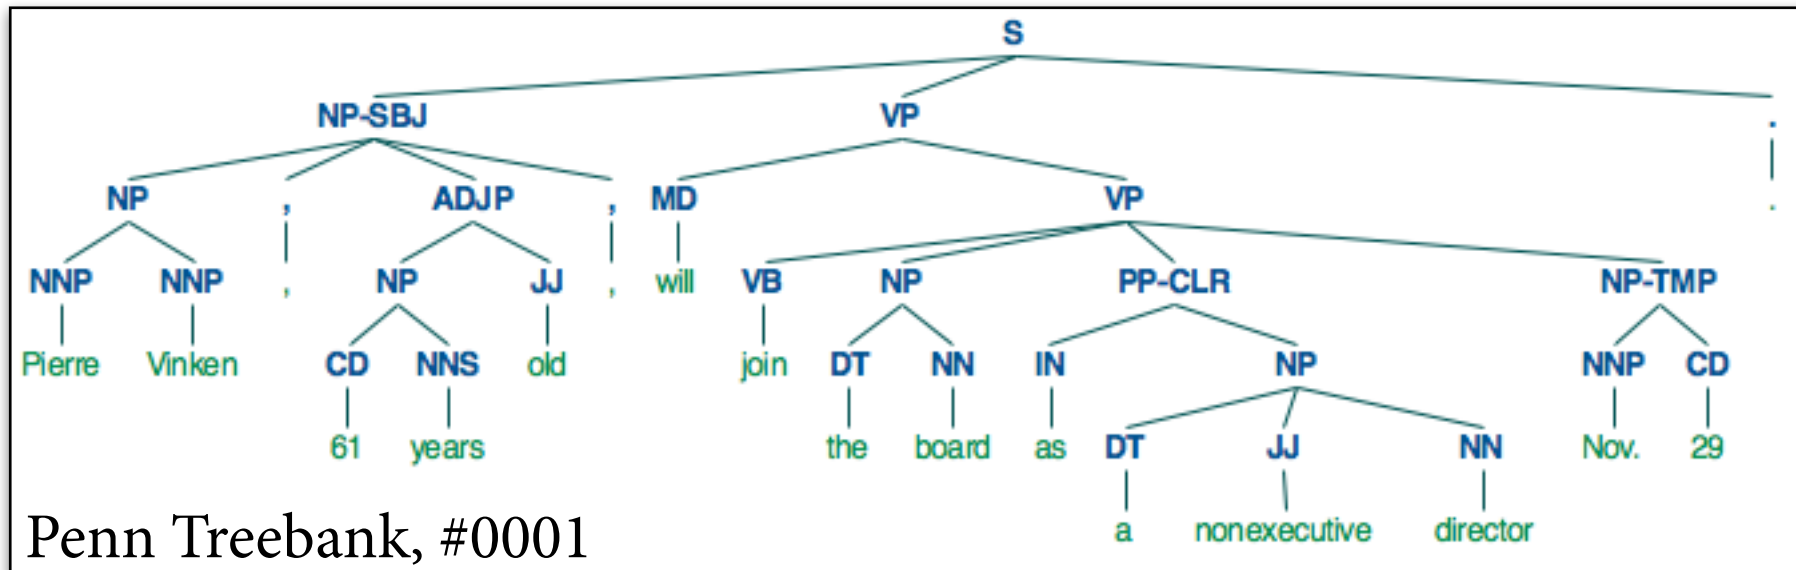 S
NP-SBJ VP .
NP , ADJP , MD VP .
NNP NNP , NP JJ , will VB NP PP-CLR NP-TMP
Pierre Vinken CD NNS old join DT NN IN NP NNP CD
61 years the board as DT JJ NN Nov. 29
a nonexecutive director
Penn Treebank, #0001